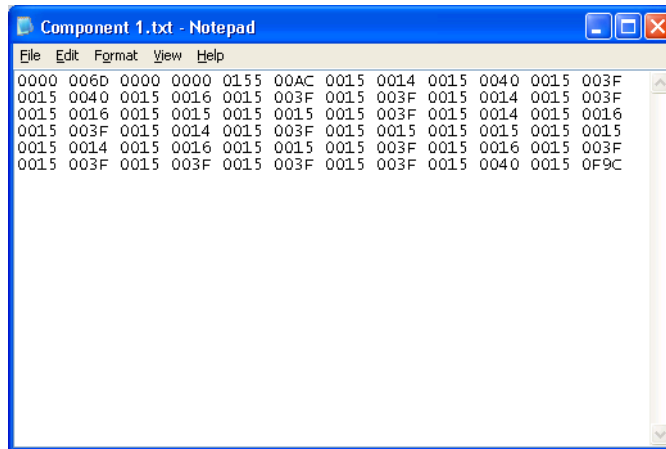 Component 1.txt - Notepad
File Edit Format View Help
0000 006D 0000 0000 0155 00AC 0015 0014 0015 0040 0015 003F
0015 0040 0015 0016 0015 003F 0015 003F 0015 0014 0015 003F
0015 0016 0015 0015 0015 0015 0015 003F 0015 0014 0015 0016
0015 003F 0015 0014 0015 003F 0015 0015 0015 0015 0015 0015
0015 0014 0015 0016 0015 0015 0015 003F 0015 0016 0015 003F
0015 003F 0015 003F 0015 003F 0015 003F 0015 0040 0015 0F9C